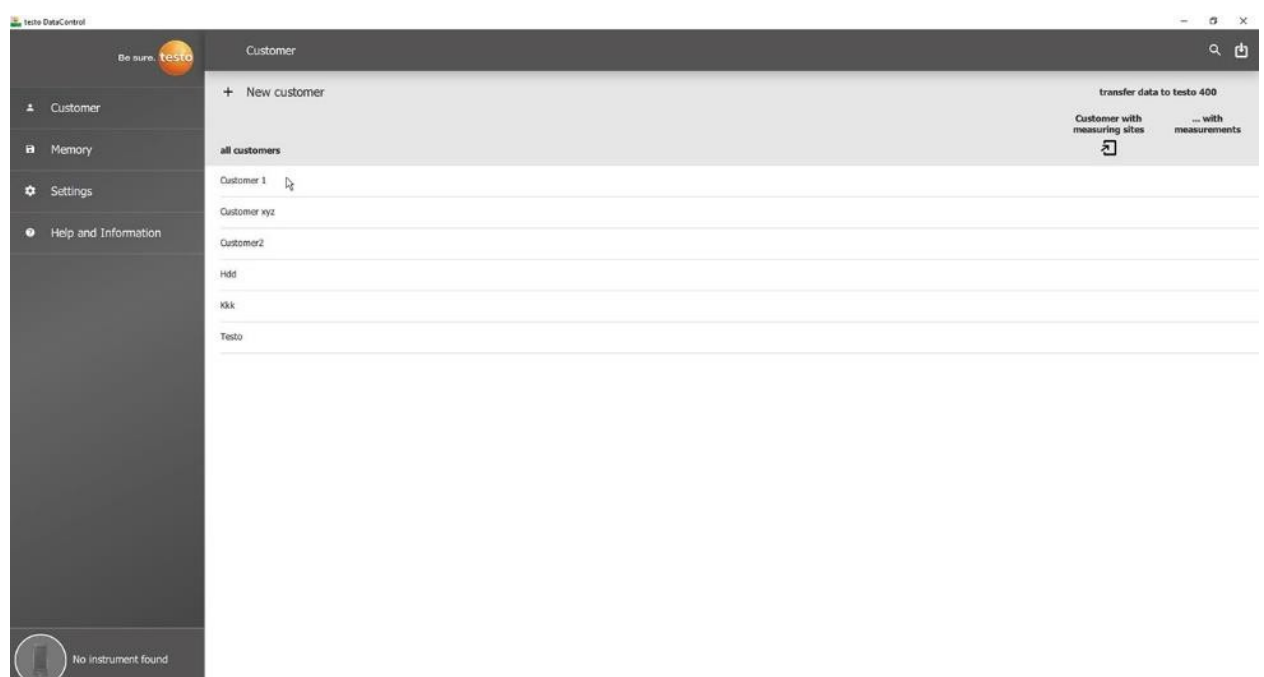 testo DataControl
Be sure. testo
Customer
Customer
Memory
Settings
Help and Information
+ New customer
transfer data to testo 400
Customer with
measuring sites
... with
measurements
all customers
Customer 1
Customer xyz
Customer2
Hdd
Kkk
Testo
No instrument found